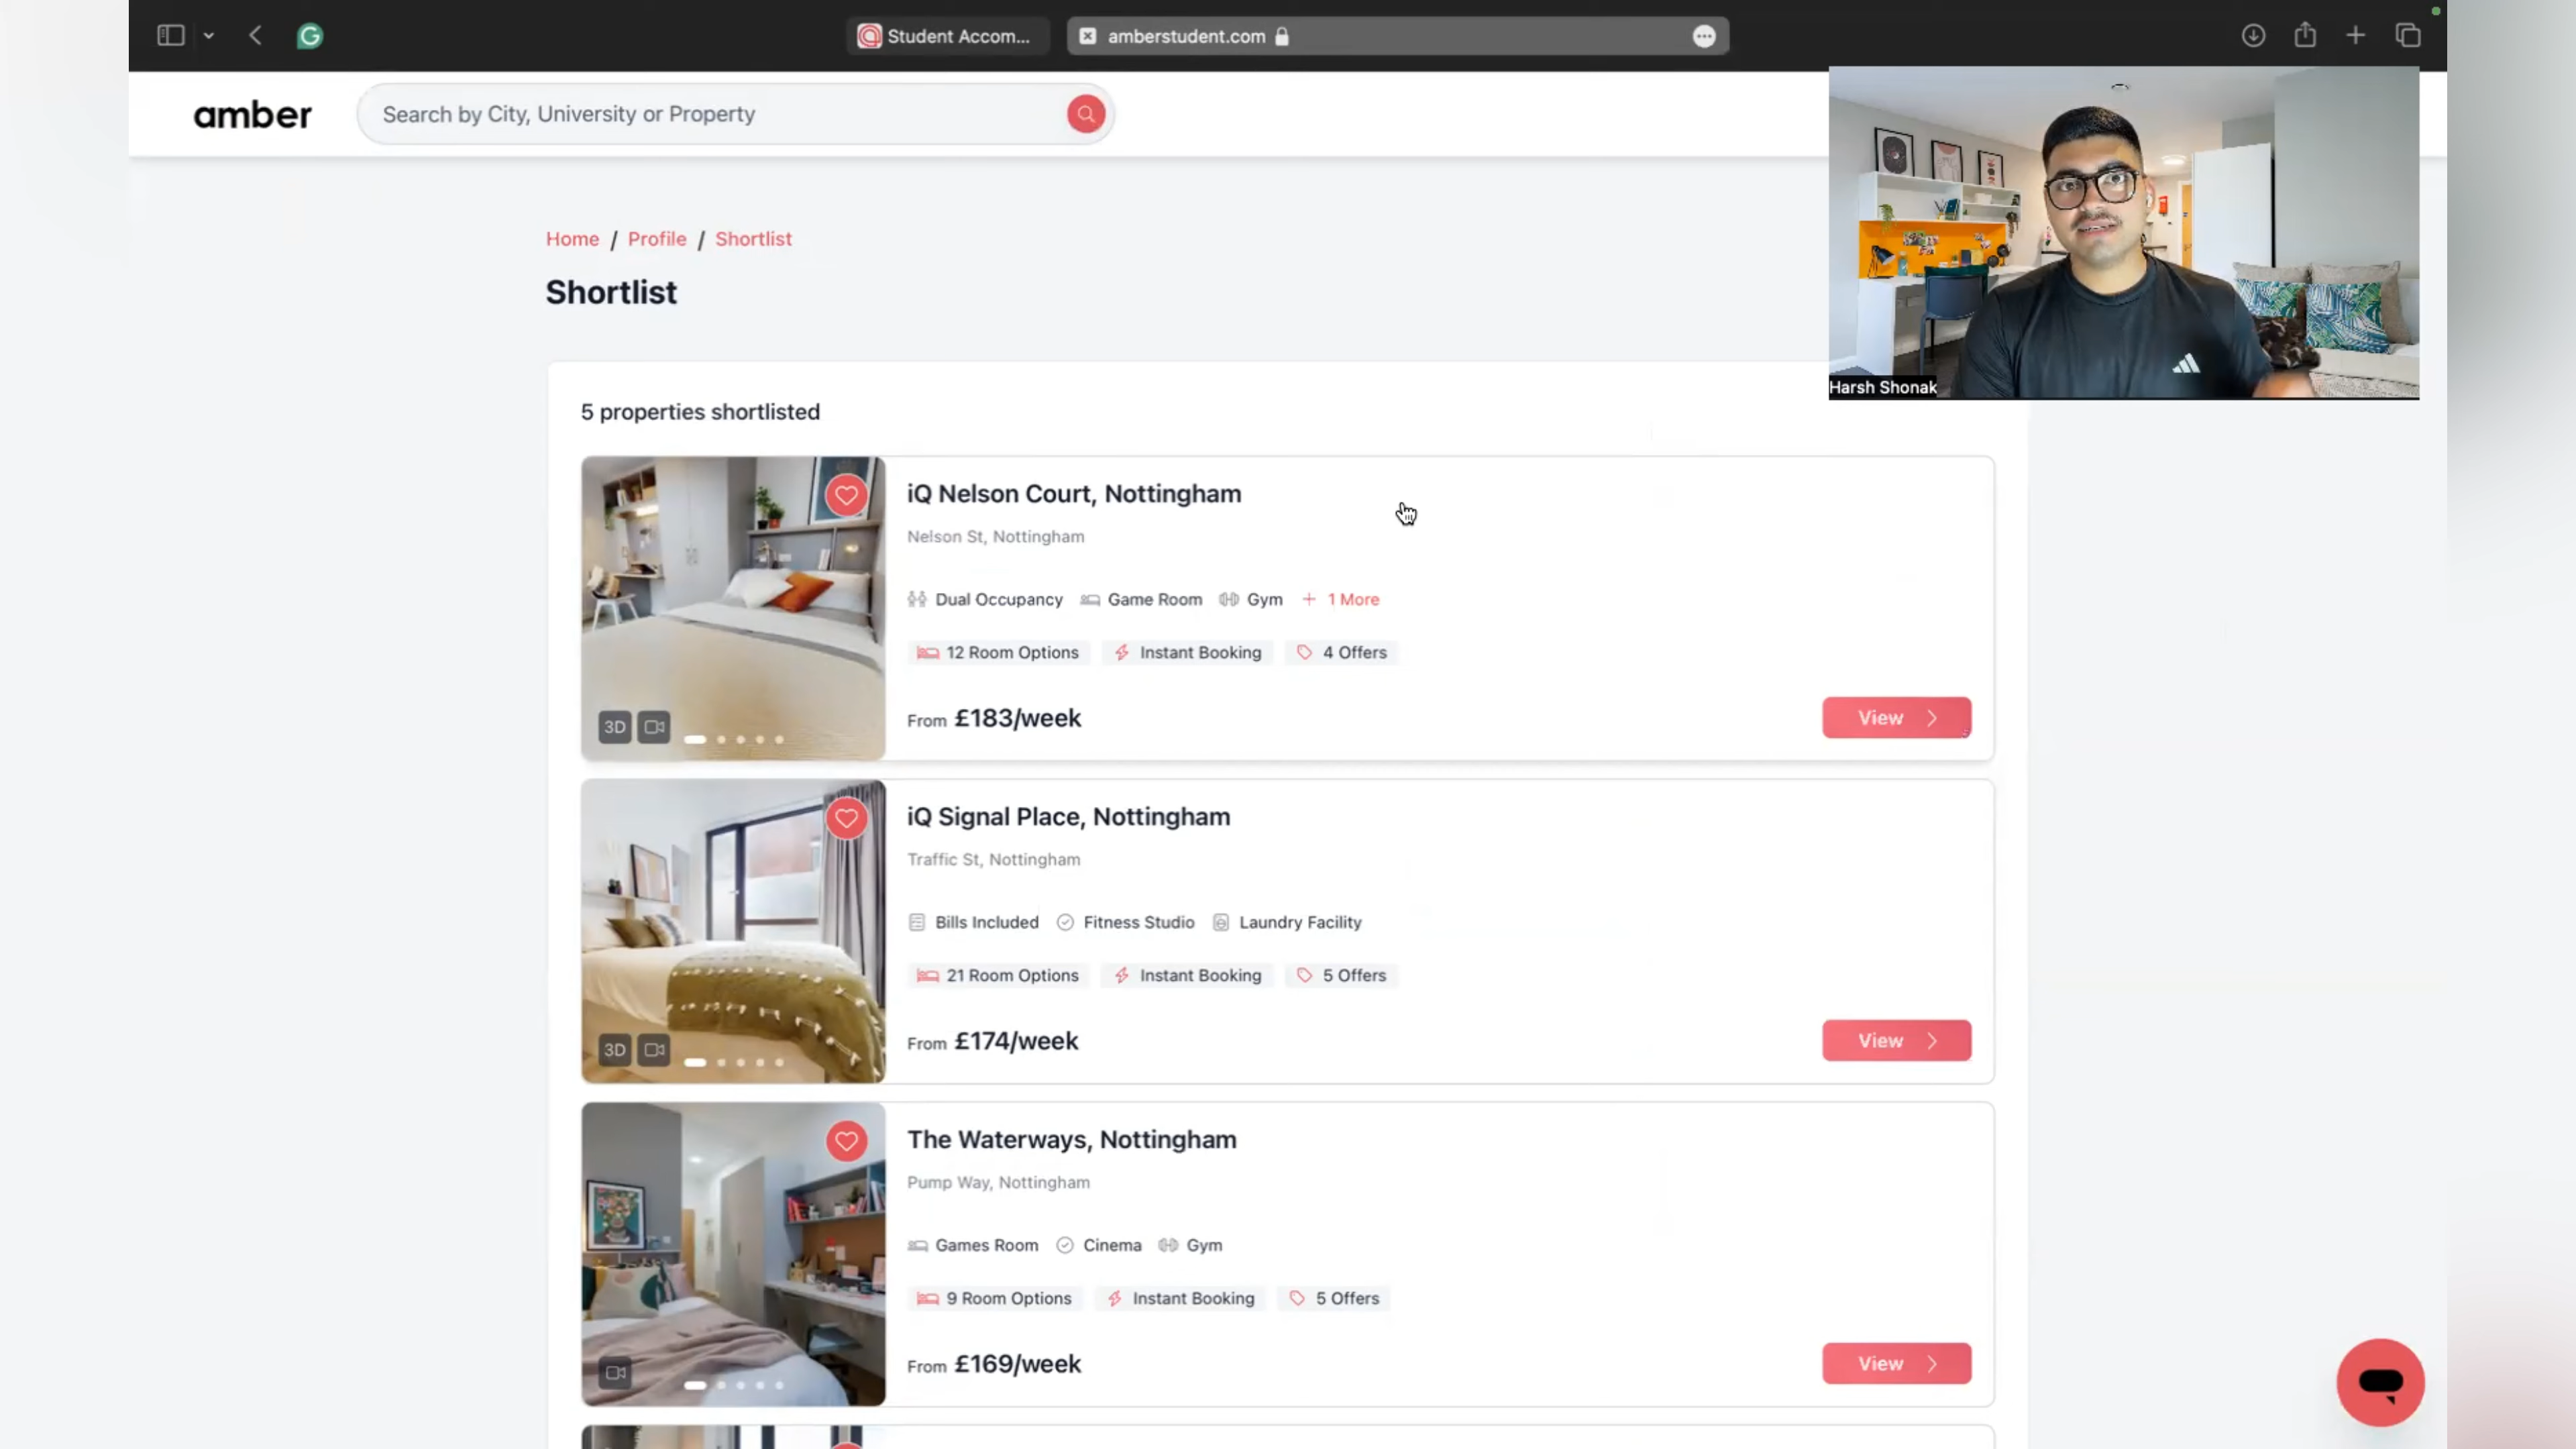 Student Accom...
amberstudent.com
amber
Search by City, University or Property
Harsh Shonak
Home / Profile / Shortlist
Shortlist
5 properties shortlisted
iQ Nelson Court, Nottingham
Nelson St, Nottingham
Dual Occupancy Game Room Gym + 1 More
12 Room Options Instant Booking 4 Offers
3D
From £183/week
View
iQ Signal Place, Nottingham
Traffic St, Nottingham
Bills Included Fitness Studio Laundry Facility
21 Room Options Instant Booking 5 Offers
3D
From £174/week
View
The Waterways, Nottingham
Pump Way, Nottingham
Games Room Cinema Gym
9 Room Options Instant Booking 5 Offers
From £169/week
View